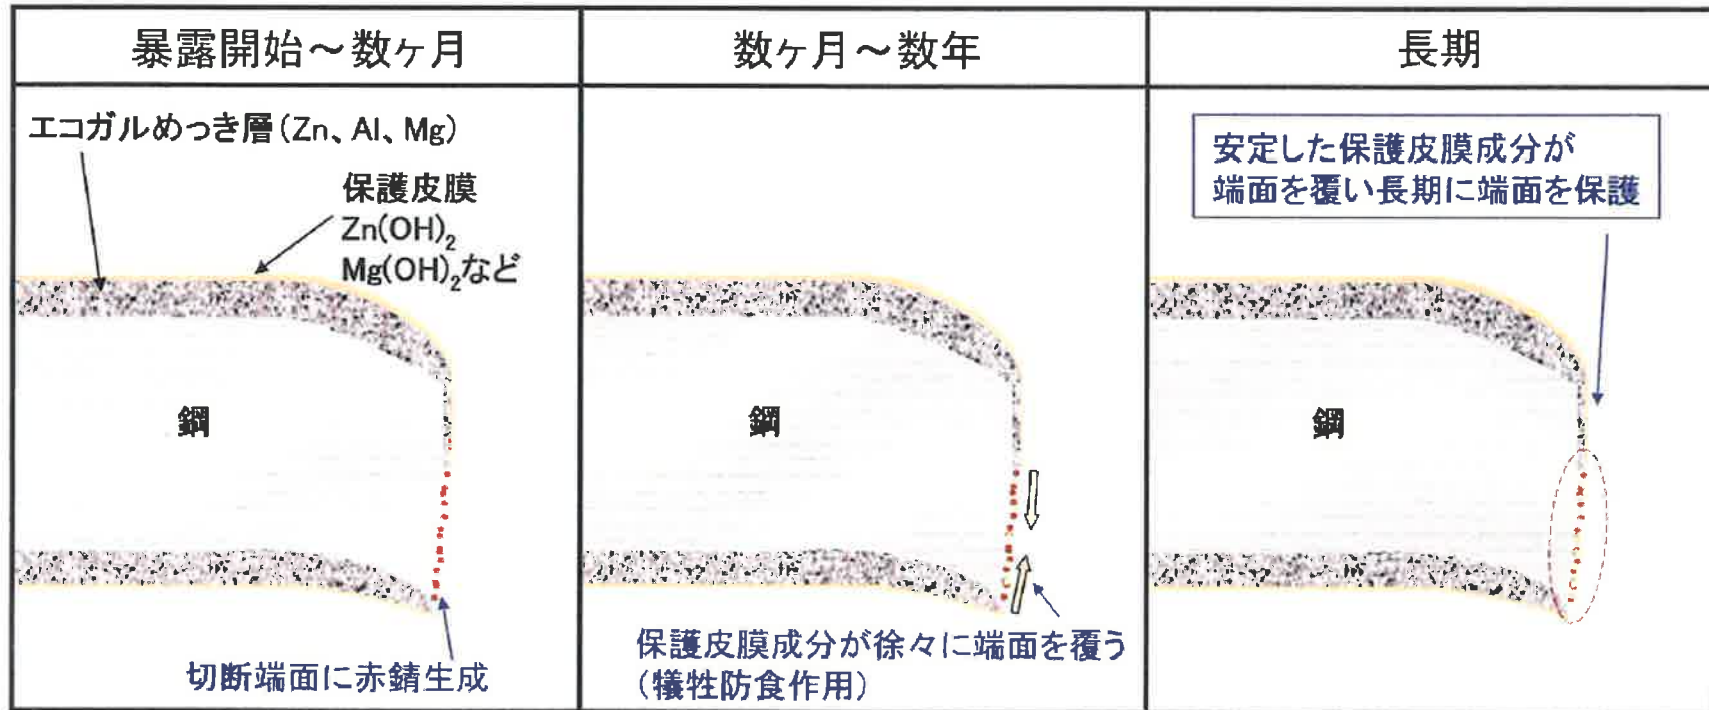 暴露開始～数ヶ月
数ヶ月～数年
長期
エコガルめっき層(Zn、Al、Mg)
保護皮膜
Zn(OH)₂
Mg(OH)₂など
鋼
切断端面に赤錆生成
鋼
保護皮膜成分が徐々に端面を覆う
(犠牲防食作用)
安定した保護皮膜成分が
端面を覆い長期に端面を保護
鋼